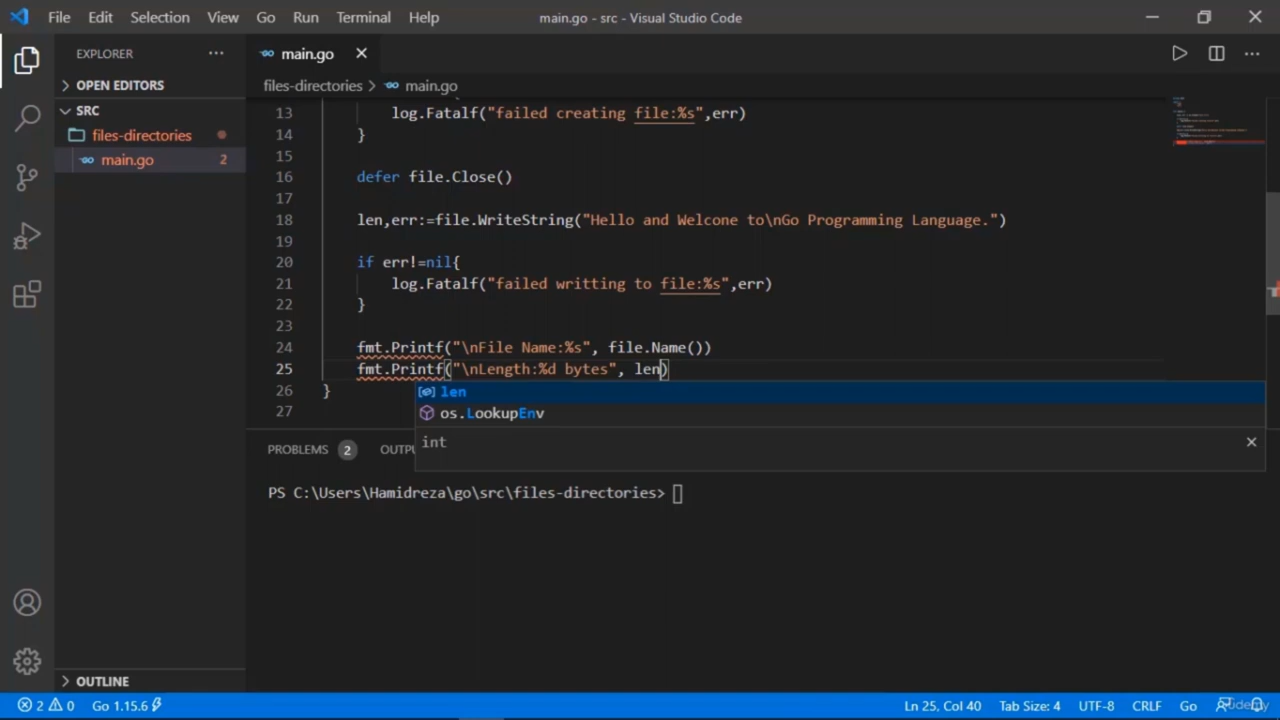 File Edit Selection View Go Run Terminal Help
main.go - src - Visual Studio Code
EXPLORER
main.go
OPEN EDITORS
files-directories > main.go
SRC
files-directories
main.go 2
13 log.Fatalf("failed creating file:%s",err)
14 }
15
16 defer file.Close()
17
18 len,err:=file.WriteString("Hello and Welcome to\nGo Programming Language.")
19
20 if err!=nil{
21 log.Fatalf("failed writting to file:%s",err)
22 }
23
24 fmt.Printf("\nFile Name:%s", file.Name())
25 fmt.Printf("\nLength:%d bytes", len)
26 }
27
len
os.LookupEnv
int
PROBLEMS 2 OUTPU
PS C:\Users\Hamidreza\go\src\files-directories>
OUTLINE
2 0 Go 1.15.6
Ln 25, Col 40 Tab Size: 4 UTF-8 CRLF Go
Udemy